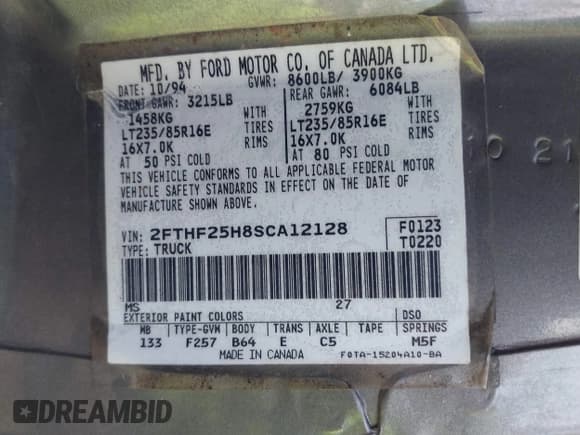 MFD. BY FORD MOTOR CO. OF CANADA LTD.
DATE: 10/94 GVWR: 8600LB/ 3900KG
FRONT GAWR: 3215LB REAR GAWR: 6084LB
1458KG WITH 2759KG WITH
LT235/85R16E TIRES LT235/85R16E TIRES
16X7.0K RIMS 16X7.0K RIMS
AT 50 PSI COLD AT 80 PSI COLD
THIS VEHICLE CONFORMS TO ALL APPLICABLE FEDERAL MOTOR
VEHICLE SAFETY STANDARDS IN EFFECT ON THE DATE OF
MANUFACTURE SHOWN ABOVE.
VIN: 2FTHF25H8SCA12128 F0123
TYPE: TRUCK T0220
MS 27
EXTERIOR PAINT COLORS DSO
WB TYPE-GVM BODY TRANS AXLE TAPE SPRINGS
133 F257 B64 E C5 M5F
MADE IN CANADA F0TA-15204A10-BA
0 21
DREAMBID